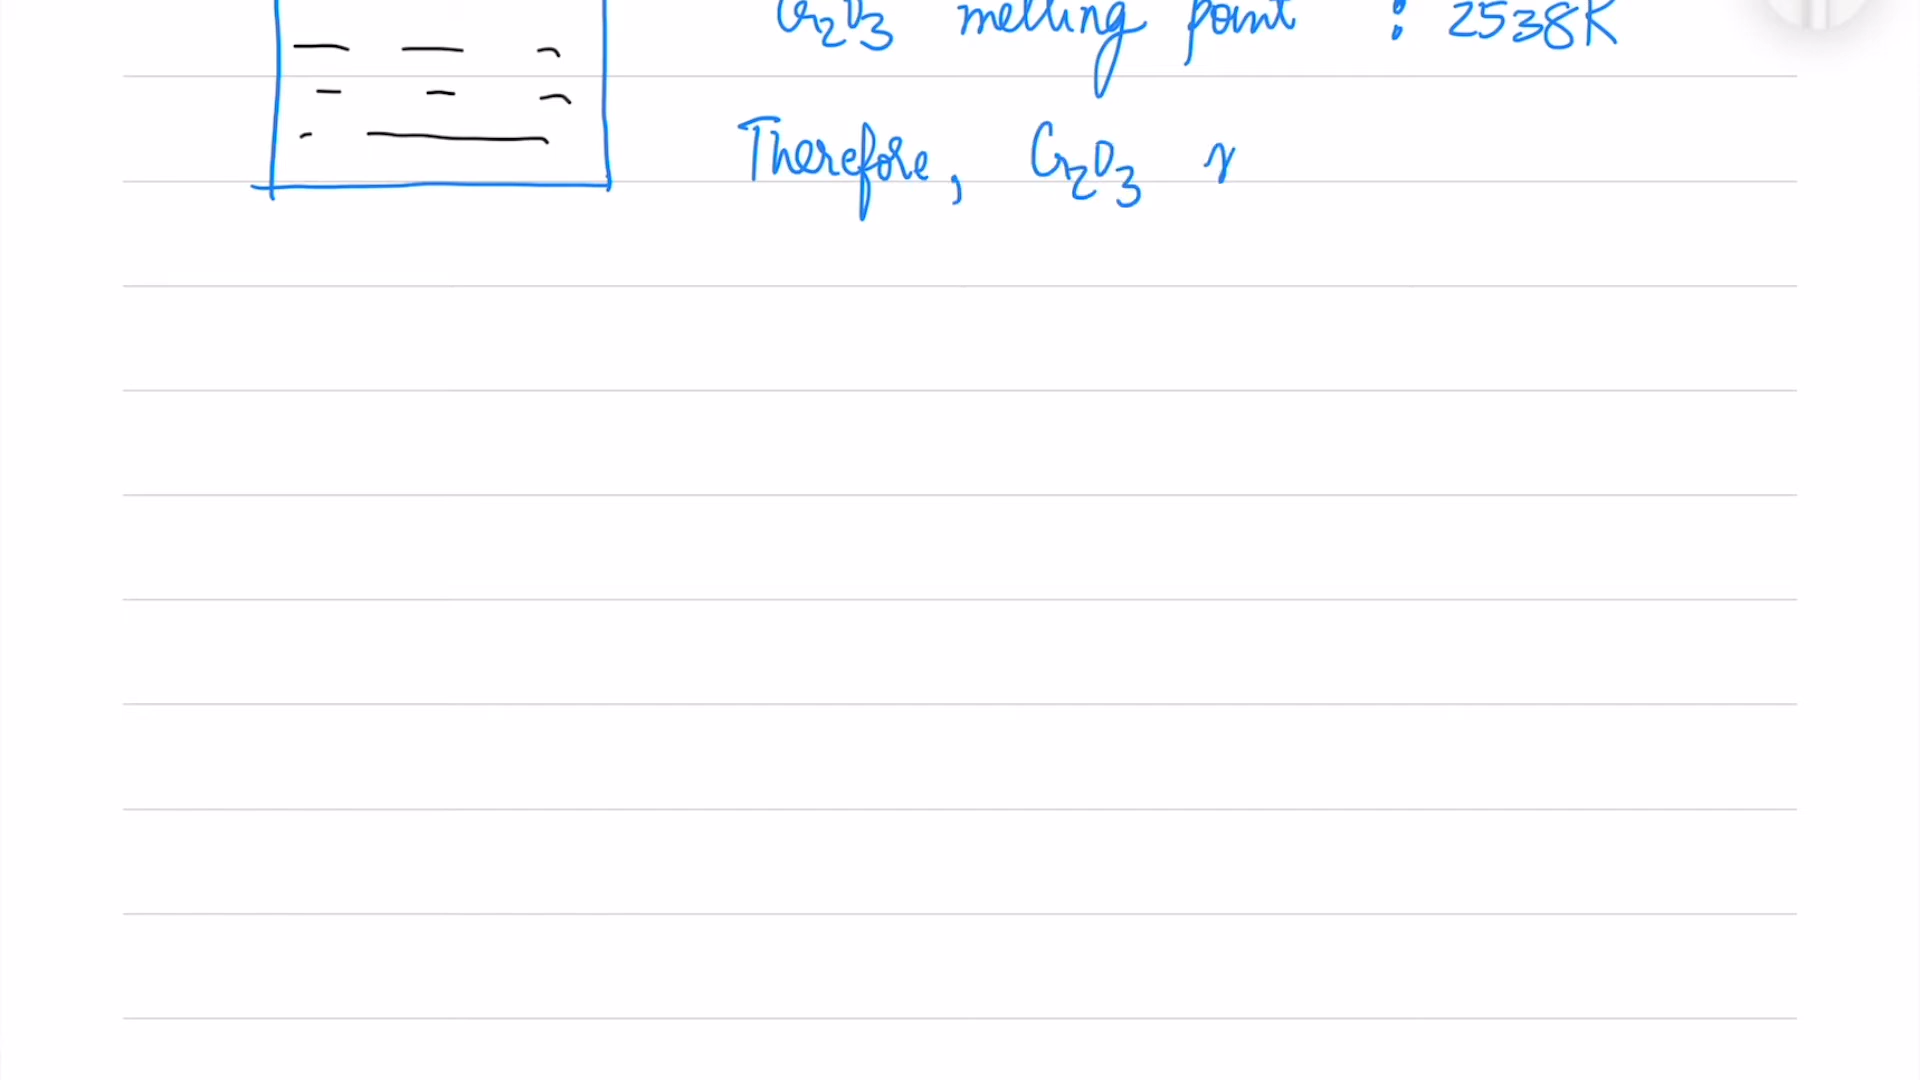 Cr2O3 melting point : 2538K
Therefore, Cr2O3